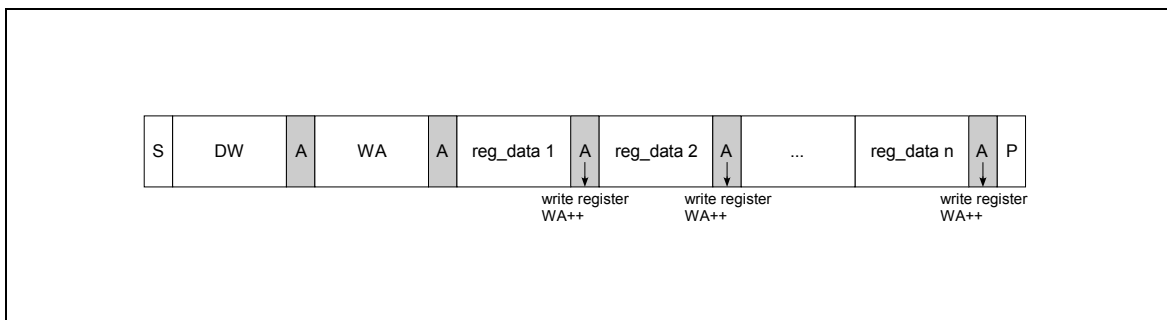 S DW A WA A reg_data 1 A reg_data 2 A ... reg_data n A P
write register write register write register
WA++ WA++ WA++